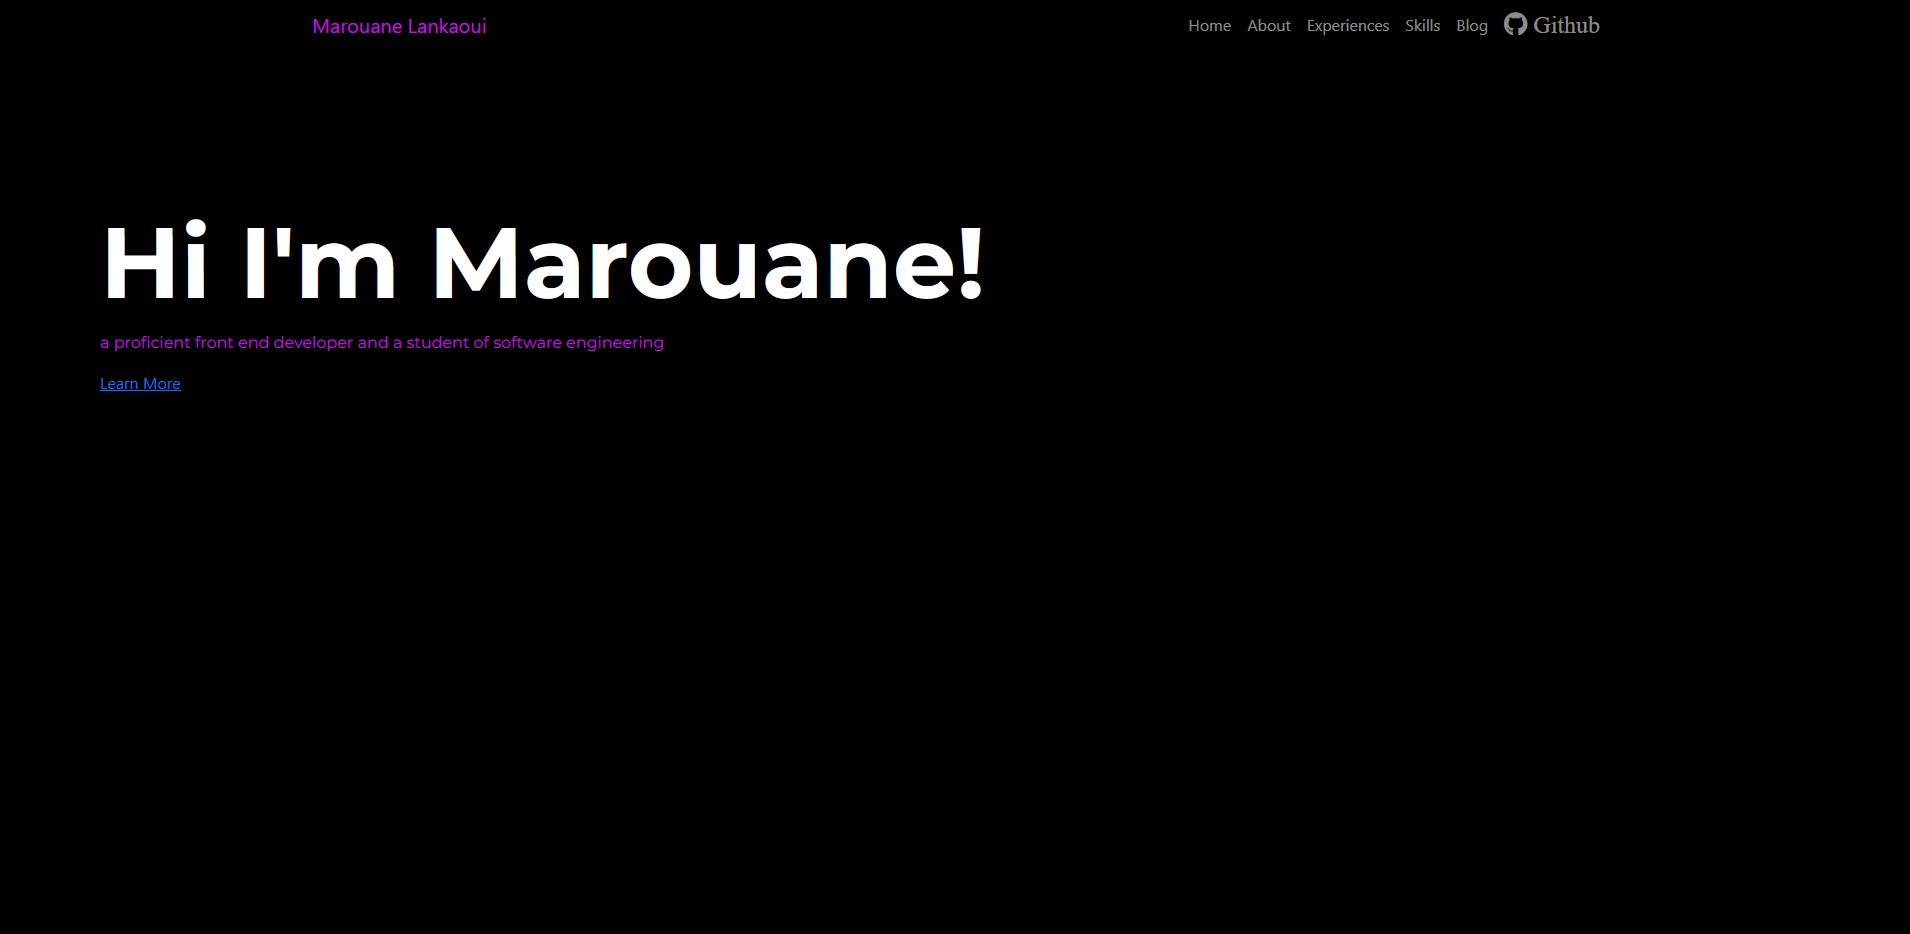 Marouane Lankaoui
Home About Experiences Skills Blog Github
Hi I'm Marouane!
a proficient front end developer and a student of software engineering
Learn More